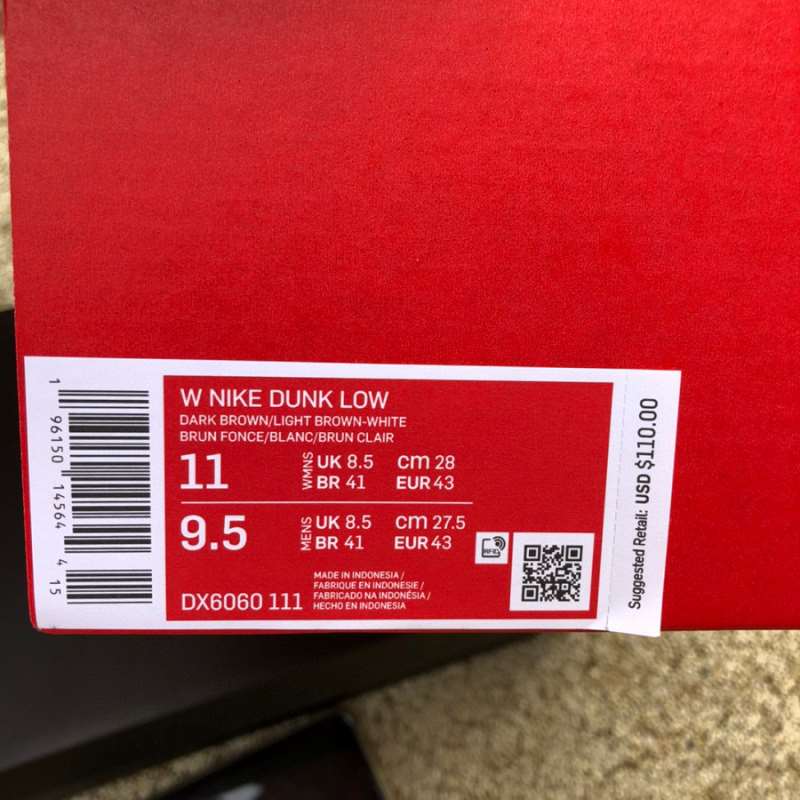 W NIKE DUNK LOW
DARK BROWN/LIGHT BROWN-WHITE
BRUN FONCE/BLANC/BRUN CLAIR
11 WMNS UK 8.5 cm 28
BR 41 EUR 43
9.5 MENS UK 8.5 cm 27.5
BR 41 EUR 43
DX6060 111
MADE IN INDONESIA /
FABRIQUE EN INDONESIE /
FABRICADO NA INDONÉSIA /
HECHO EN INDONESIA
RFID
1 96150 14564 4 15
Suggested Retail: USD $110.00